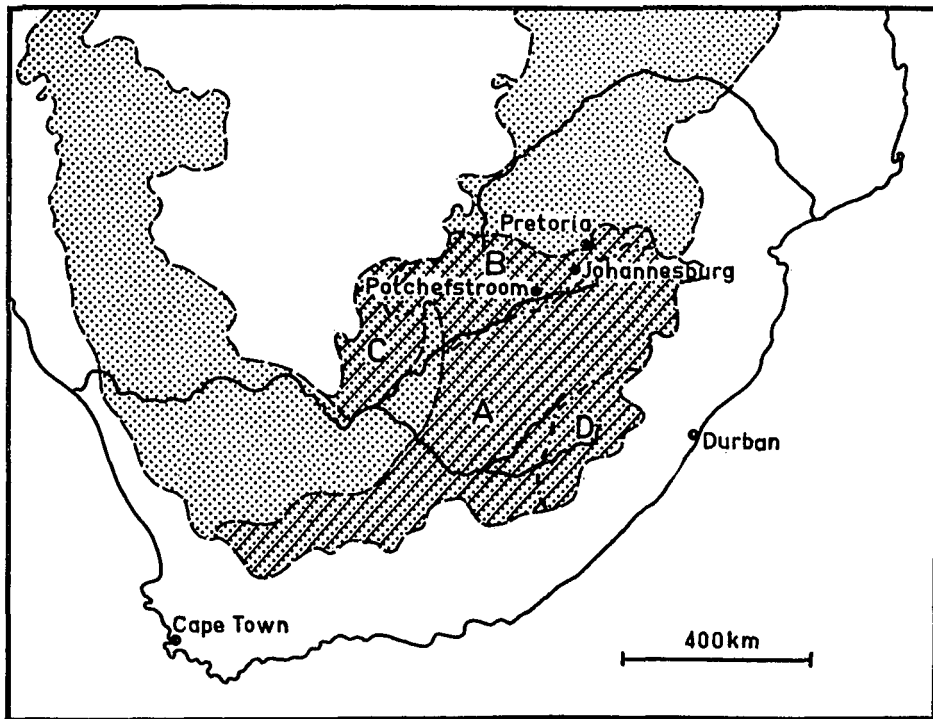 Pretoria
B
Johannesburg
Potchefstroom
C
A
D
Durban
Cape Town
400km